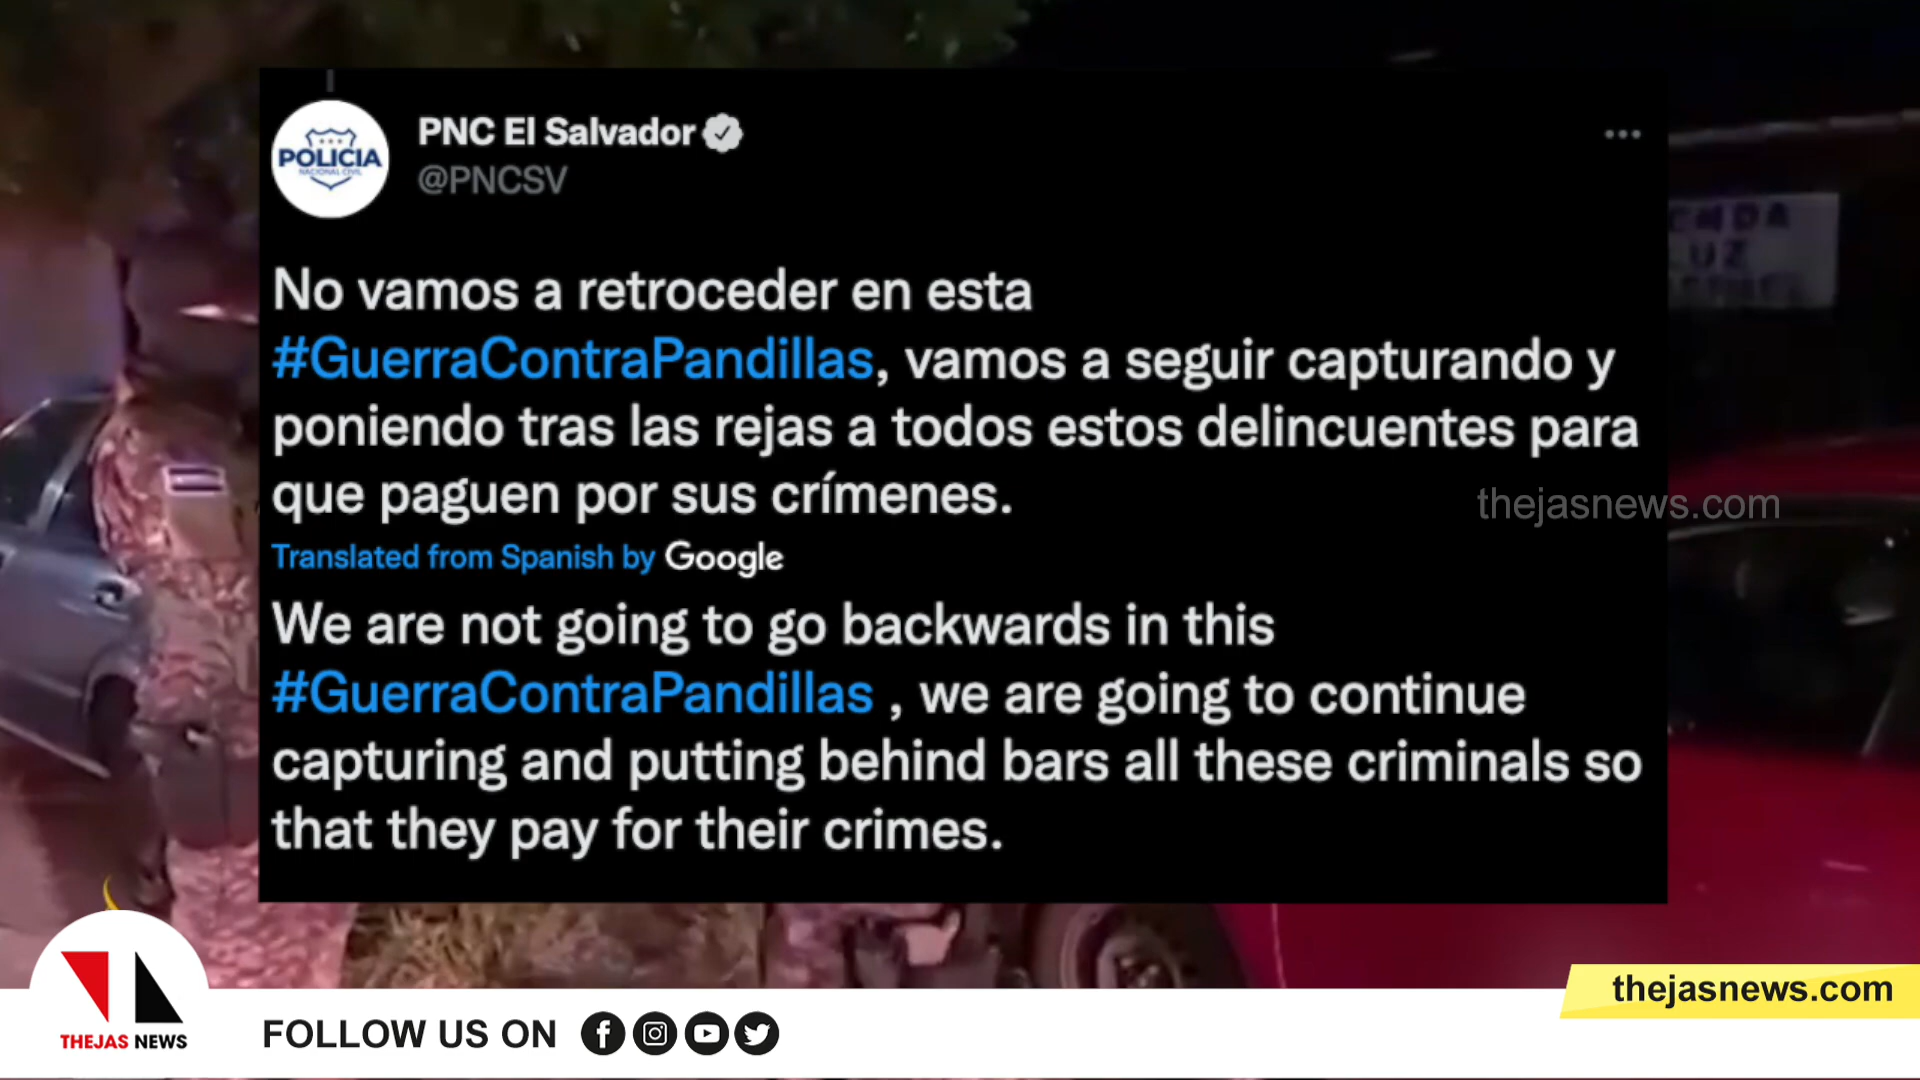 PNC El Salvador
@PNCSV
POLICIA
NACIONAL CIVIL
No vamos a retroceder en esta
#GuerraContraPandillas, vamos a seguir capturando y
poniendo tras las rejas a todos estos delincuentes para
que paguen por sus crímenes.
Translated from Spanish by Google
We are not going to go backwards in this
#GuerraContraPandillas , we are going to continue
capturing and putting behind bars all these criminals so
that they pay for their crimes.
thejasnews.com
thejasnews.com
THEJAS NEWS
FOLLOW US ON